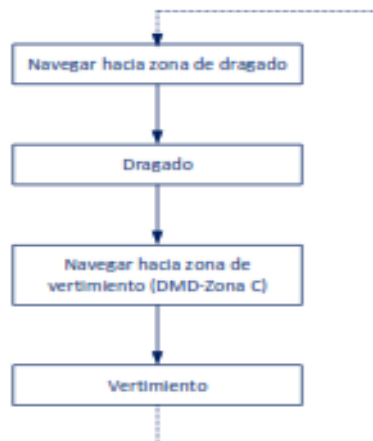 Navegar hacia zona de dragado
Dragado
Navegar hacia zona de
vertimiento (DMD-Zona C)
Vertimiento